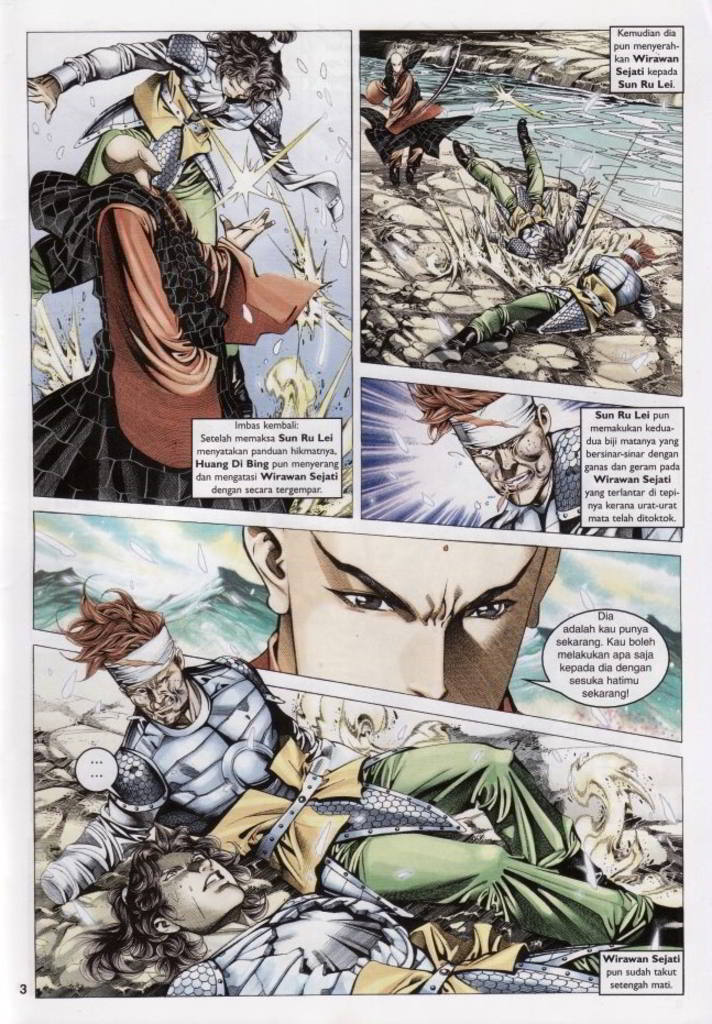 Imbas kembali:
Setelah memaksa Sun Ru Lei
menyatakan panduan hikmatnya,
Huang Di Bing pun menyerang
dan mengatasi Wirawan Sejati
dengan secara tergempar.
Kemudian dia
pun menyerah-
kan Wirawan
Sejati kepada
Sun Ru Lei.
Sun Ru Lei pun
memakukan kedua-
dua biji matanya yang
bersinar-sinar dengan
ganas dan geram pada
Wirawan Sejati
yang terlantar di tepi-
nya kerana urat-urat
mata telah ditoktok.
Dia
adalah kau punya
sekarang. Kau boleh
melakukan apa saja
kepada dia dengan
sesuka hatimu
sekarang!
...
...
Wirawan Sejati
pun sudah takut
setengah mati.
3